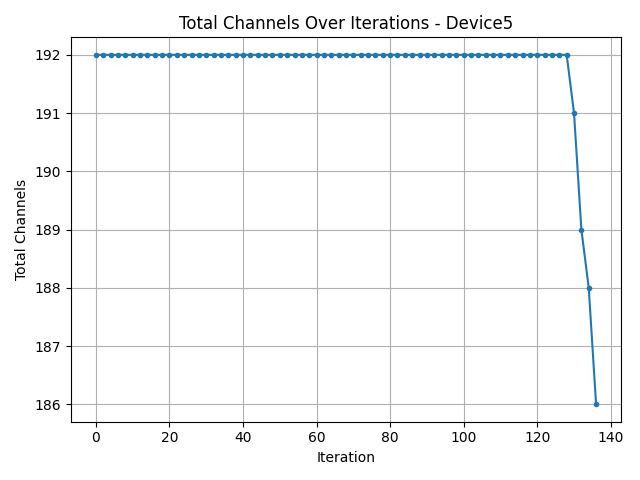 Total Channels Over Iterations - Device5
192
191
190
189
188
187
186
Total Channels
0 20 40 60 80 100 120 140
Iteration